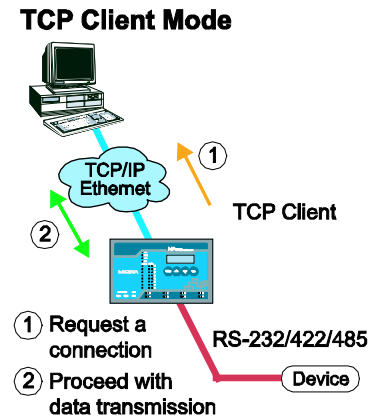 TCP Client Mode
1
TCP/IP
Ethernet
2
TCP Client
MOXA
1 Request a
connection
RS-232/422/485
2 Proceed with
data transmission
Device